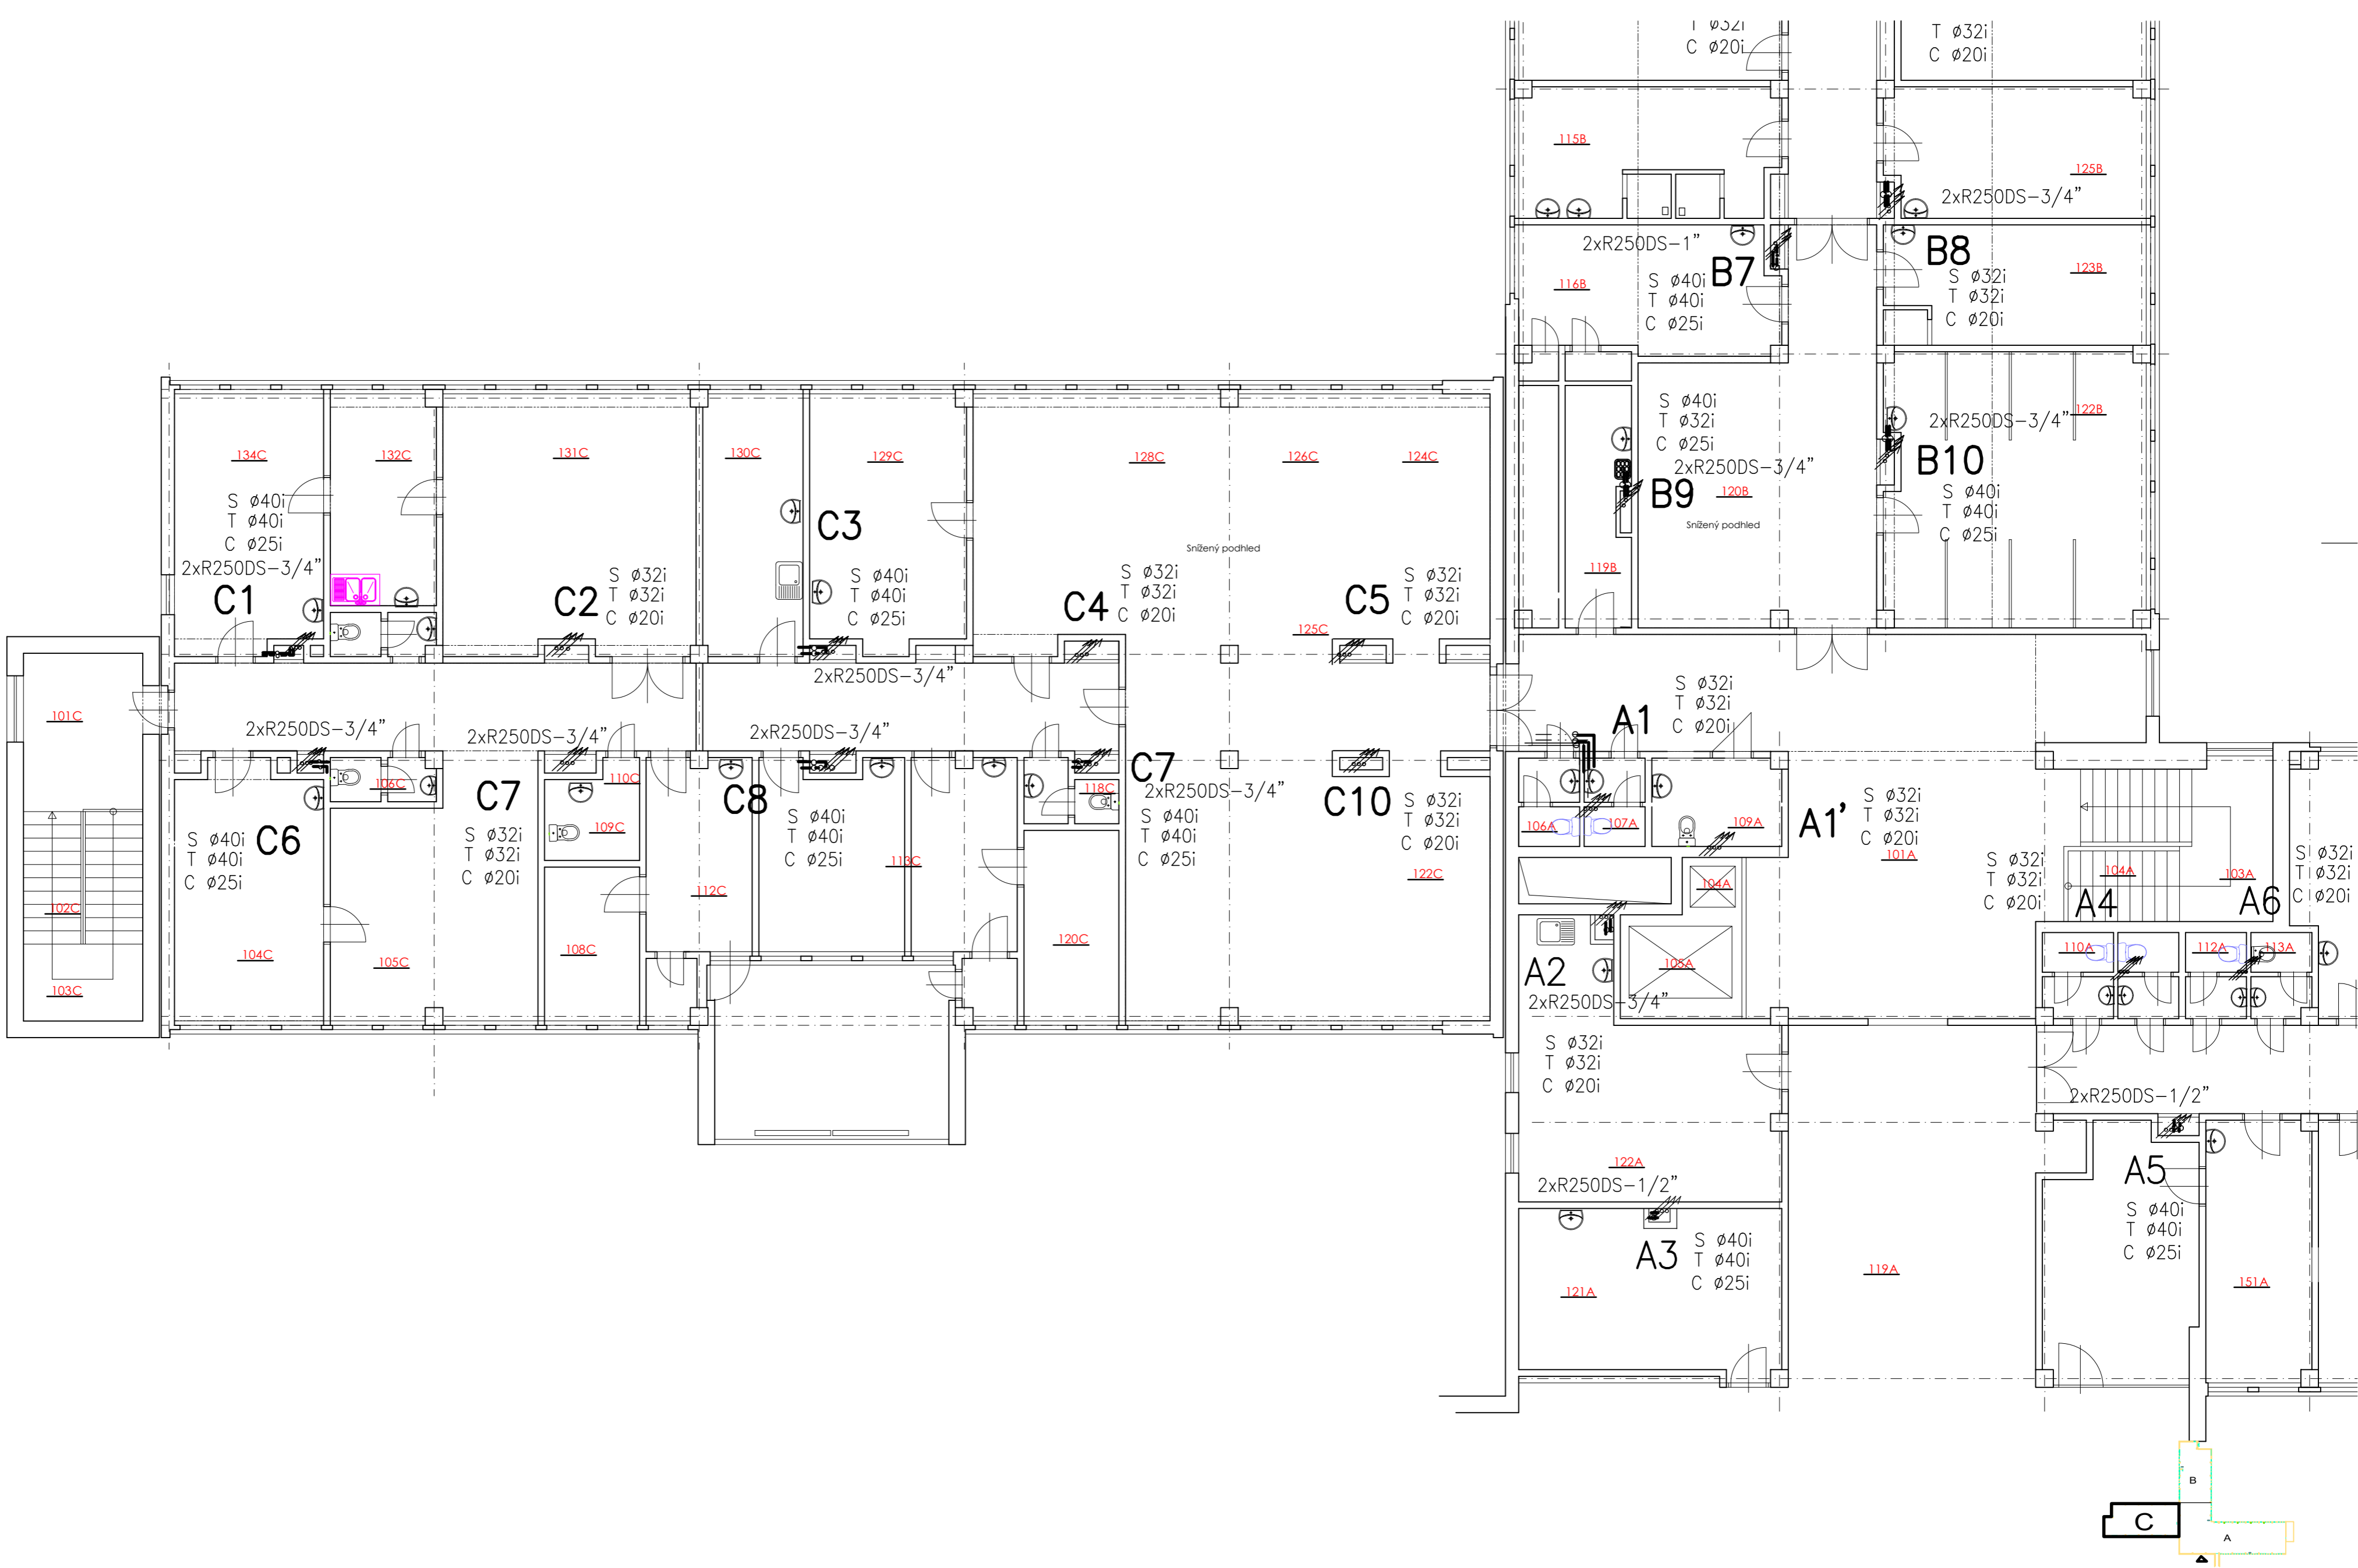 T ø32i
C ø20i
T ø32i
C ø20i
115B
125B
2xR250DS-3/4"
2xR250DS-1"
B7
B8
116B
S ø40i
T ø40i
C ø25i
S ø32i
T ø32i
C ø20i
123B
S ø40i
T ø32i
C ø25i
2xR250DS-3/4"
B9
120B
Snížený podhled
2xR250DS-3/4"
122B
B10
S ø40i
T ø40i
C ø25i
119B
134C
132C
131C
130C
129C
128C
126C
124C
S ø40i
T ø40i
C ø25i
2xR250DS-3/4"
C1
C2
S ø32i
T ø32i
C ø20i
C3
S ø40i
T ø40i
C ø25i
Snížený podhled
C4
S ø32i
T ø32i
C ø20i
C5
S ø32i
T ø32i
C ø20i
125C
2xR250DS-3/4"
101C
2xR250DS-3/4"
2xR250DS-3/4"
2xR250DS-3/4"
A1
S ø32i
T ø32i
C ø20i
106C
C7
110C
C8
C7
118C
2xR250DS-3/4"
C10
S ø32i
T ø32i
C ø20i
C6
S ø40i
T ø40i
C ø25i
S ø32i
T ø32i
C ø20i
109C
S ø40i
T ø40i
C ø25i
S ø40i
T ø40i
C ø25i
106A
107A
109A
A1'
S ø32i
T ø32i
C ø20i
101A
113C
112C
122C
102C
104C
105C
108C
120C
103C
104A
S ø32i
T ø32i
C ø20i
104A
103A
S ø32i
T ø32i
C ø20i
A4
A6
110A
112A
113A
105A
A2
2xR250DS-3/4"
S ø32i
T ø32i
C ø20i
2xR250DS-1/2"
122A
2xR250DS-1/2"
A5
S ø40i
T ø40i
C ø25i
A3
S ø40i
T ø40i
C ø25i
121A
119A
151A
B
C
A